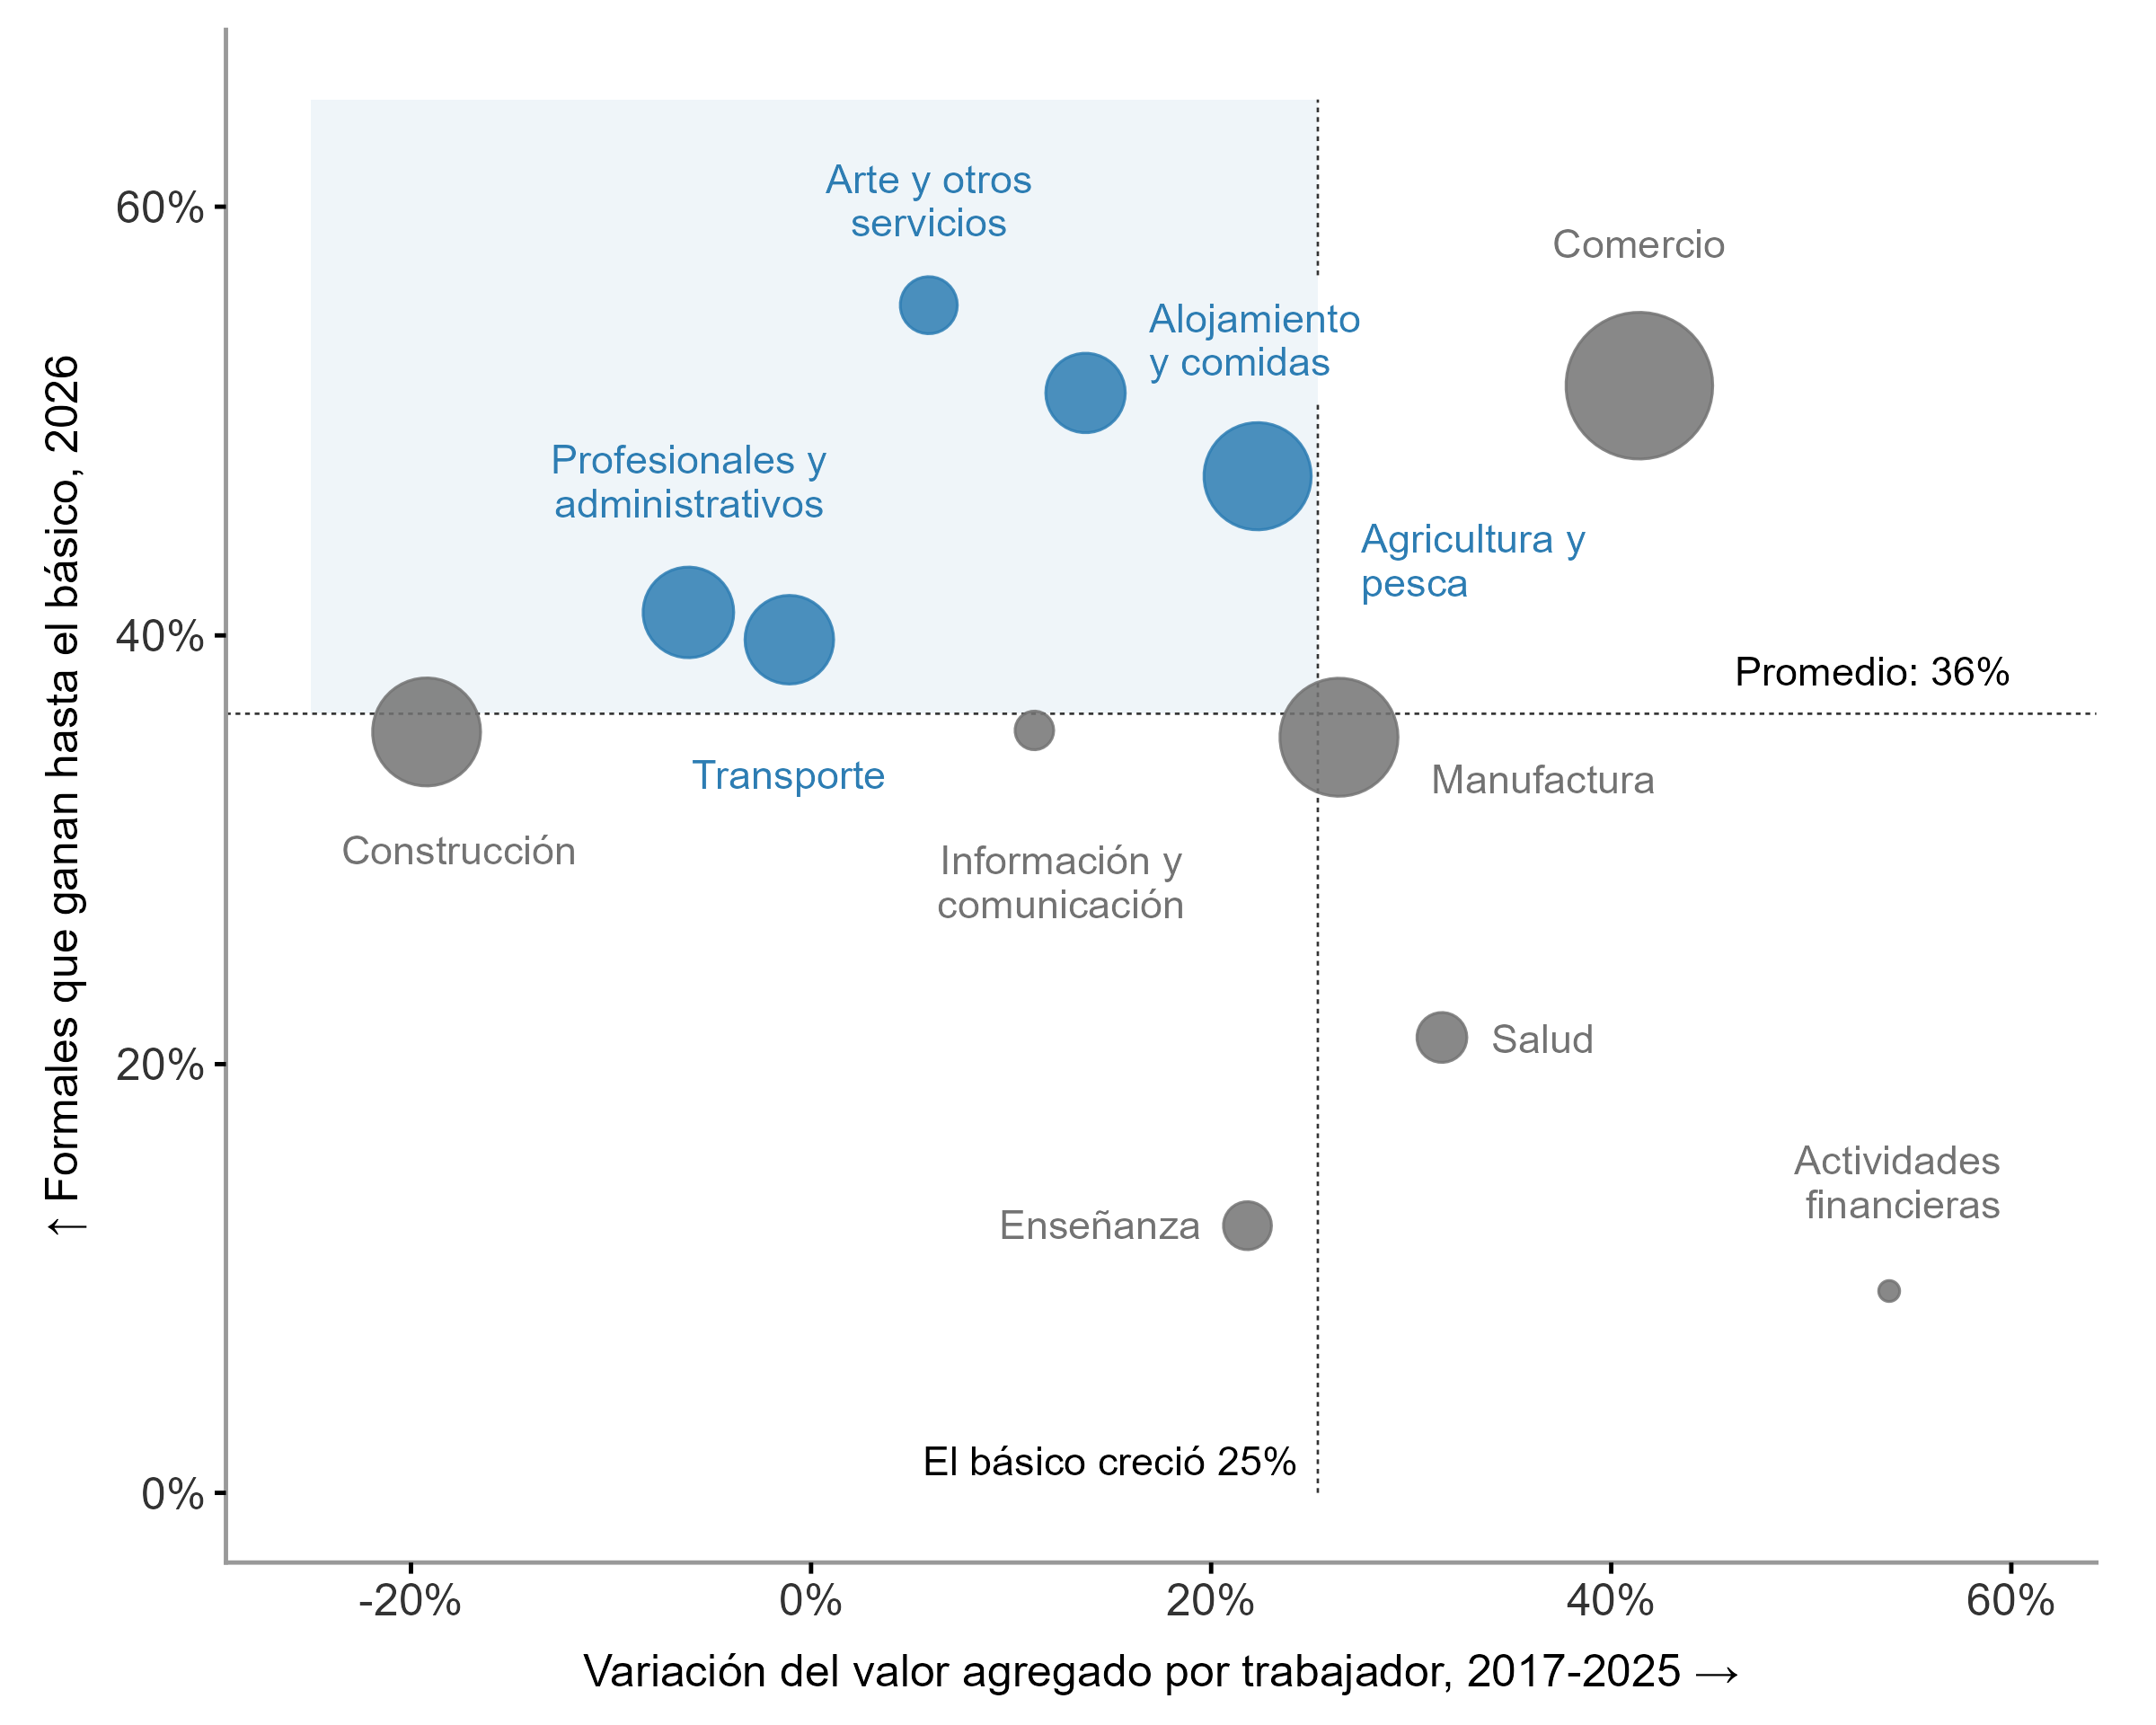 ↑ Formales que ganan hasta el básico, 2026
60%
40%
20%
0%
Arte y otros
servicios
Comercio
Alojamiento
y comidas
Profesionales y
administrativos
Agricultura y
pesca
Promedio: 36%
Transporte
Manufactura
Construcción
Información y
comunicación
Salud
Actividades
financieras
Enseñanza
El básico creció 25%
-20%
0%
20%
40%
60%
Variación del valor agregado por trabajador, 2017-2025 →